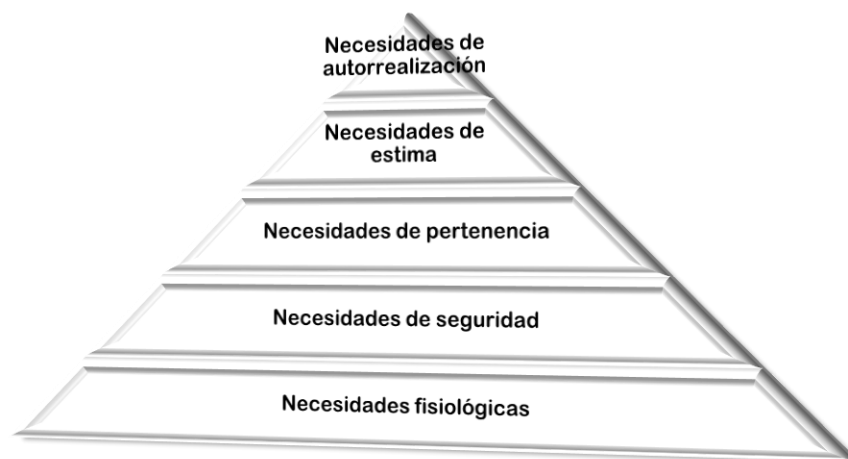 Necesidades de
autorrealización
Necesidades de
estima
Necesidades de pertenencia
Necesidades de seguridad
Necesidades fisiológicas